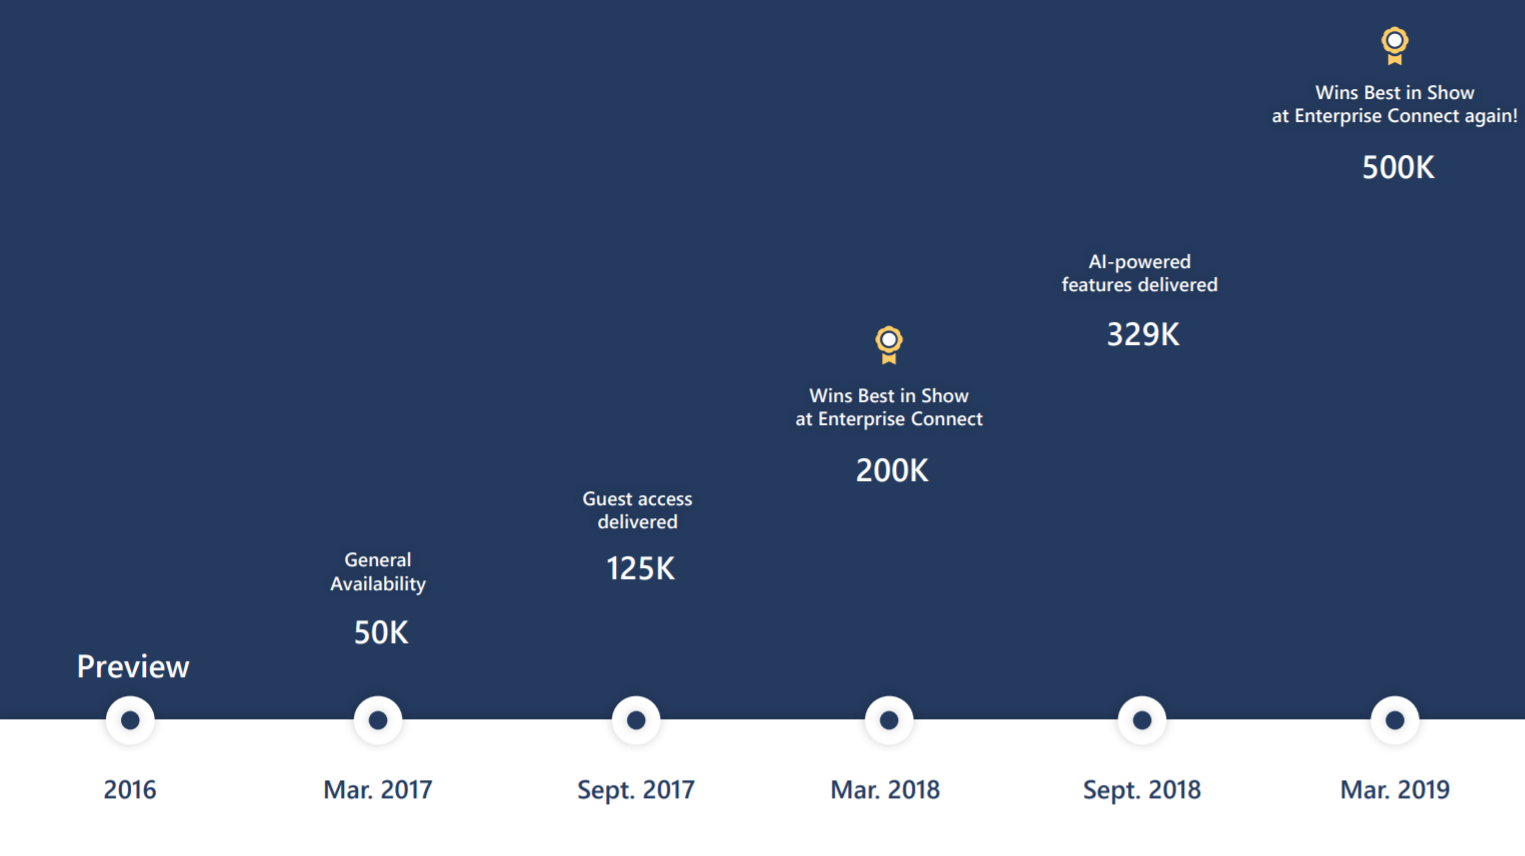 Preview
2016
General
Availability
50K
Mar. 2017
Guest access
delivered
125K
Sept. 2017
Wins Best in Show
at Enterprise Connect
200K
Mar. 2018
AI-powered
features delivered
329K
Sept. 2018
Wins Best in Show
at Enterprise Connect again!
500K
Mar. 2019